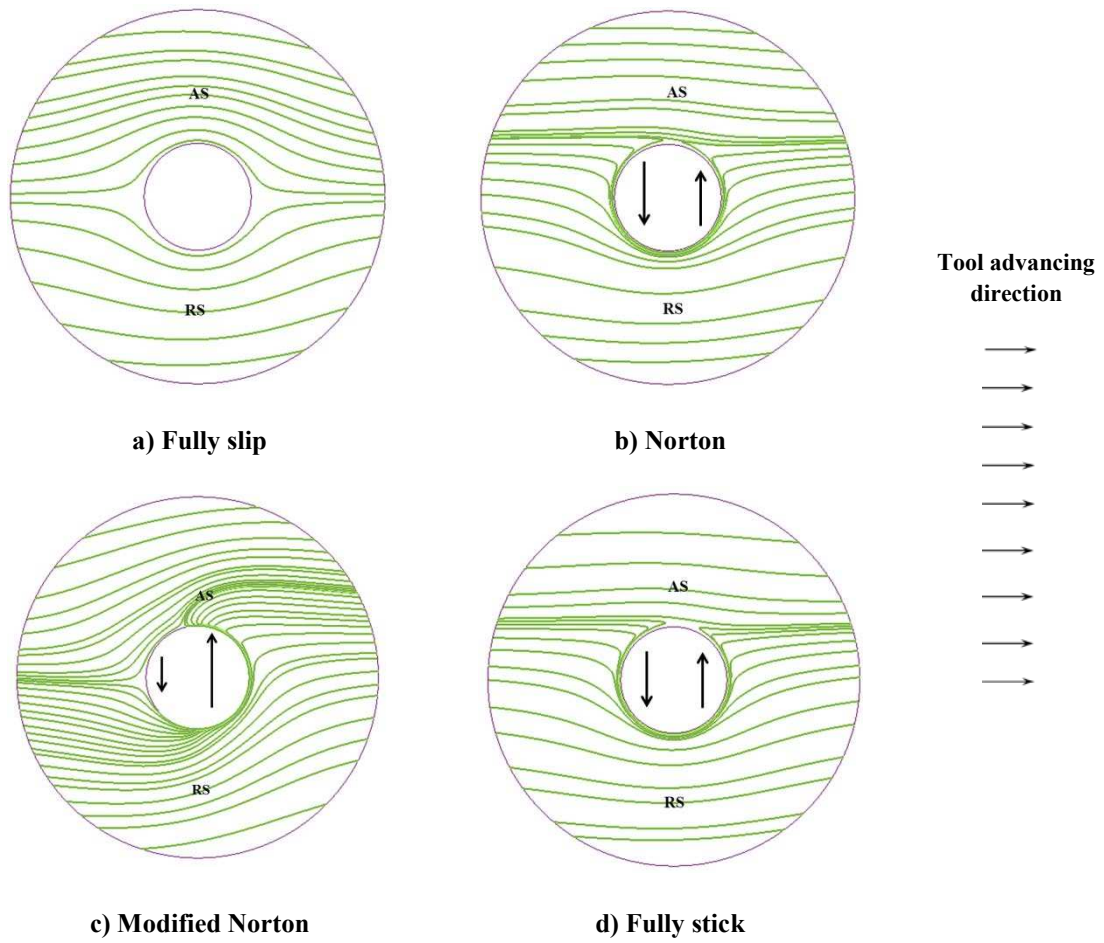 AS
RS
a) Fully slip
AS
RS
b) Norton
Tool advancing
direction
AS
RS
c) Modified Norton
AS
RS
d) Fully stick